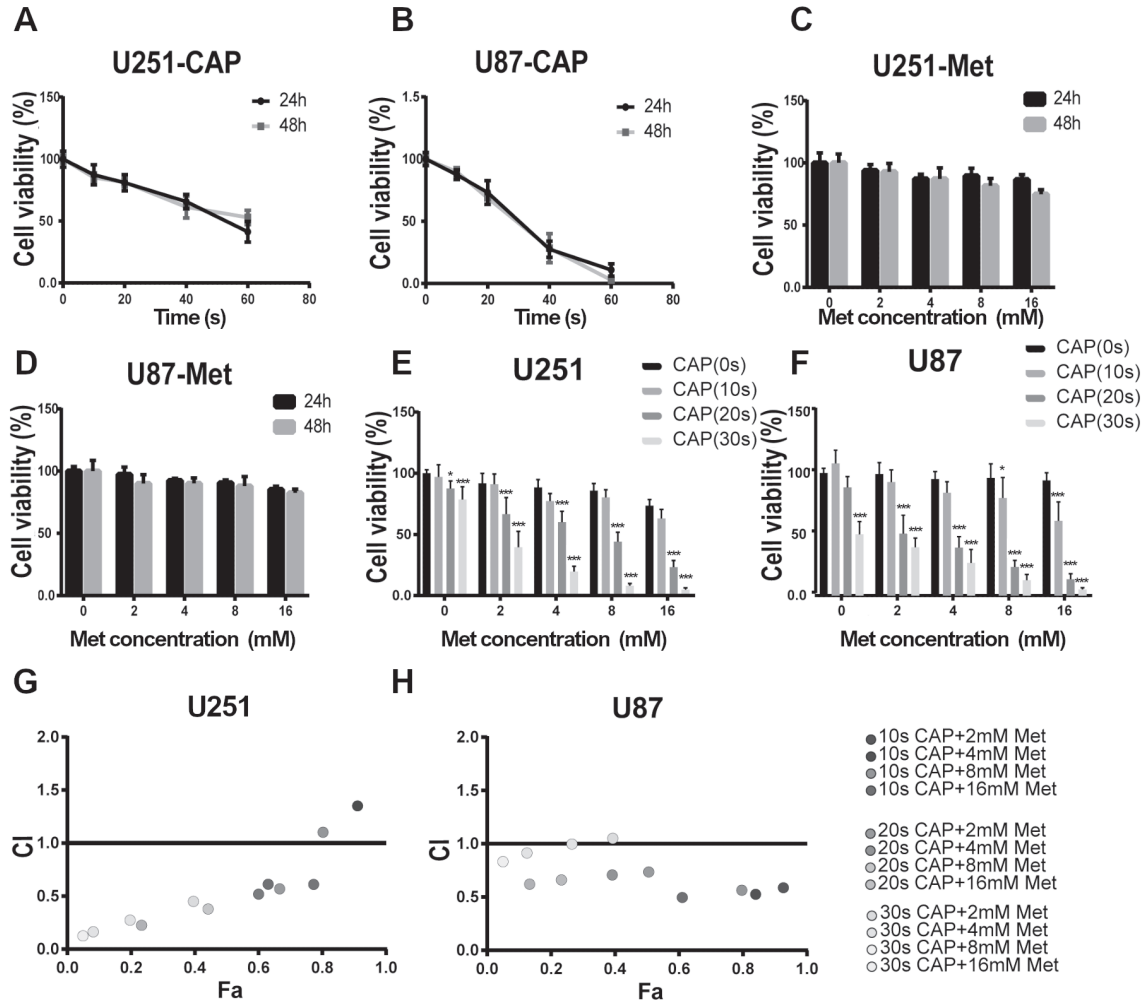 A
U251-CAP
Cell viability (%)
150
100
50
0.0
0 20 40 60 80
Time (s)
24h
48h
B
U87-CAP
Cell viability (%)
1.5
100
50
0.0
0 20 40 60 80
Time (s)
24h
48h
C
U251-Met
Cell viability (%)
150
100
50
0.0
0 2 4 8 16
Met concentration (mM)
24h
48h
D
U87-Met
Cell viability (%)
150
100
50
0.0
0 2 4 8 16
Met concentration (mM)
24h
48h
E
U251
CAP(0s)
CAP(10s)
CAP(20s)
CAP(30s)
Cell viability (%)
150
100
50
0.0
* *** *** *** *** *** *** *** *** ***
0 2 4 8 16
Met concentration (mM)
F
U87
CAP(0s)
CAP(10s)
CAP(20s)
CAP(30s)
Cell viability (%)
150
100
50
0.0
*** *** *** *** *** * *** *** *** *** ***
0 2 4 8 16
Met concentration (mM)
G
U251
CI
2.0
1.5
1.0
0.5
0.0
0.0 0.2 0.4 0.6 0.8 1.0
Fa
H
U87
CI
2.0
1.5
1.0
0.5
0.0
0.0 0.2 0.4 0.6 0.8 1.0
Fa
10s CAP+2mM Met
10s CAP+4mM Met
10s CAP+8mM Met
10s CAP+16mM Met
20s CAP+2mM Met
20s CAP+4mM Met
20s CAP+8mM Met
20s CAP+16mM Met
30s CAP+2mM Met
30s CAP+4mM Met
30s CAP+8mM Met
30s CAP+16mM Met